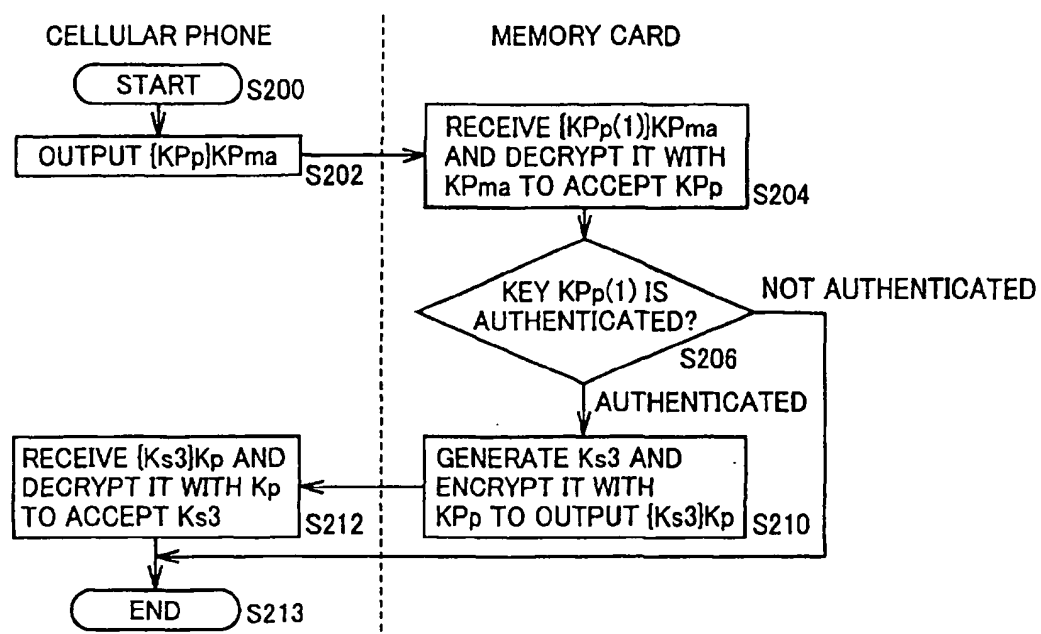 CELLULAR PHONE
MEMORY CARD
START
S200
OUTPUT {KPp}KPma
S202
RECEIVE {KPp(1)}KPma
AND DECRYPT IT WITH
KPma TO ACCEPT KPp
S204
KEY KPp(1) IS
AUTHENTICATED?
S206
NOT AUTHENTICATED
AUTHENTICATED
GENERATE Ks3 AND
ENCRYPT IT WITH
KPp TO OUTPUT {Ks3}Kp
S210
RECEIVE {Ks3}Kp AND
DECRYPT IT WITH Kp
TO ACCEPT Ks3
S212
END
S213